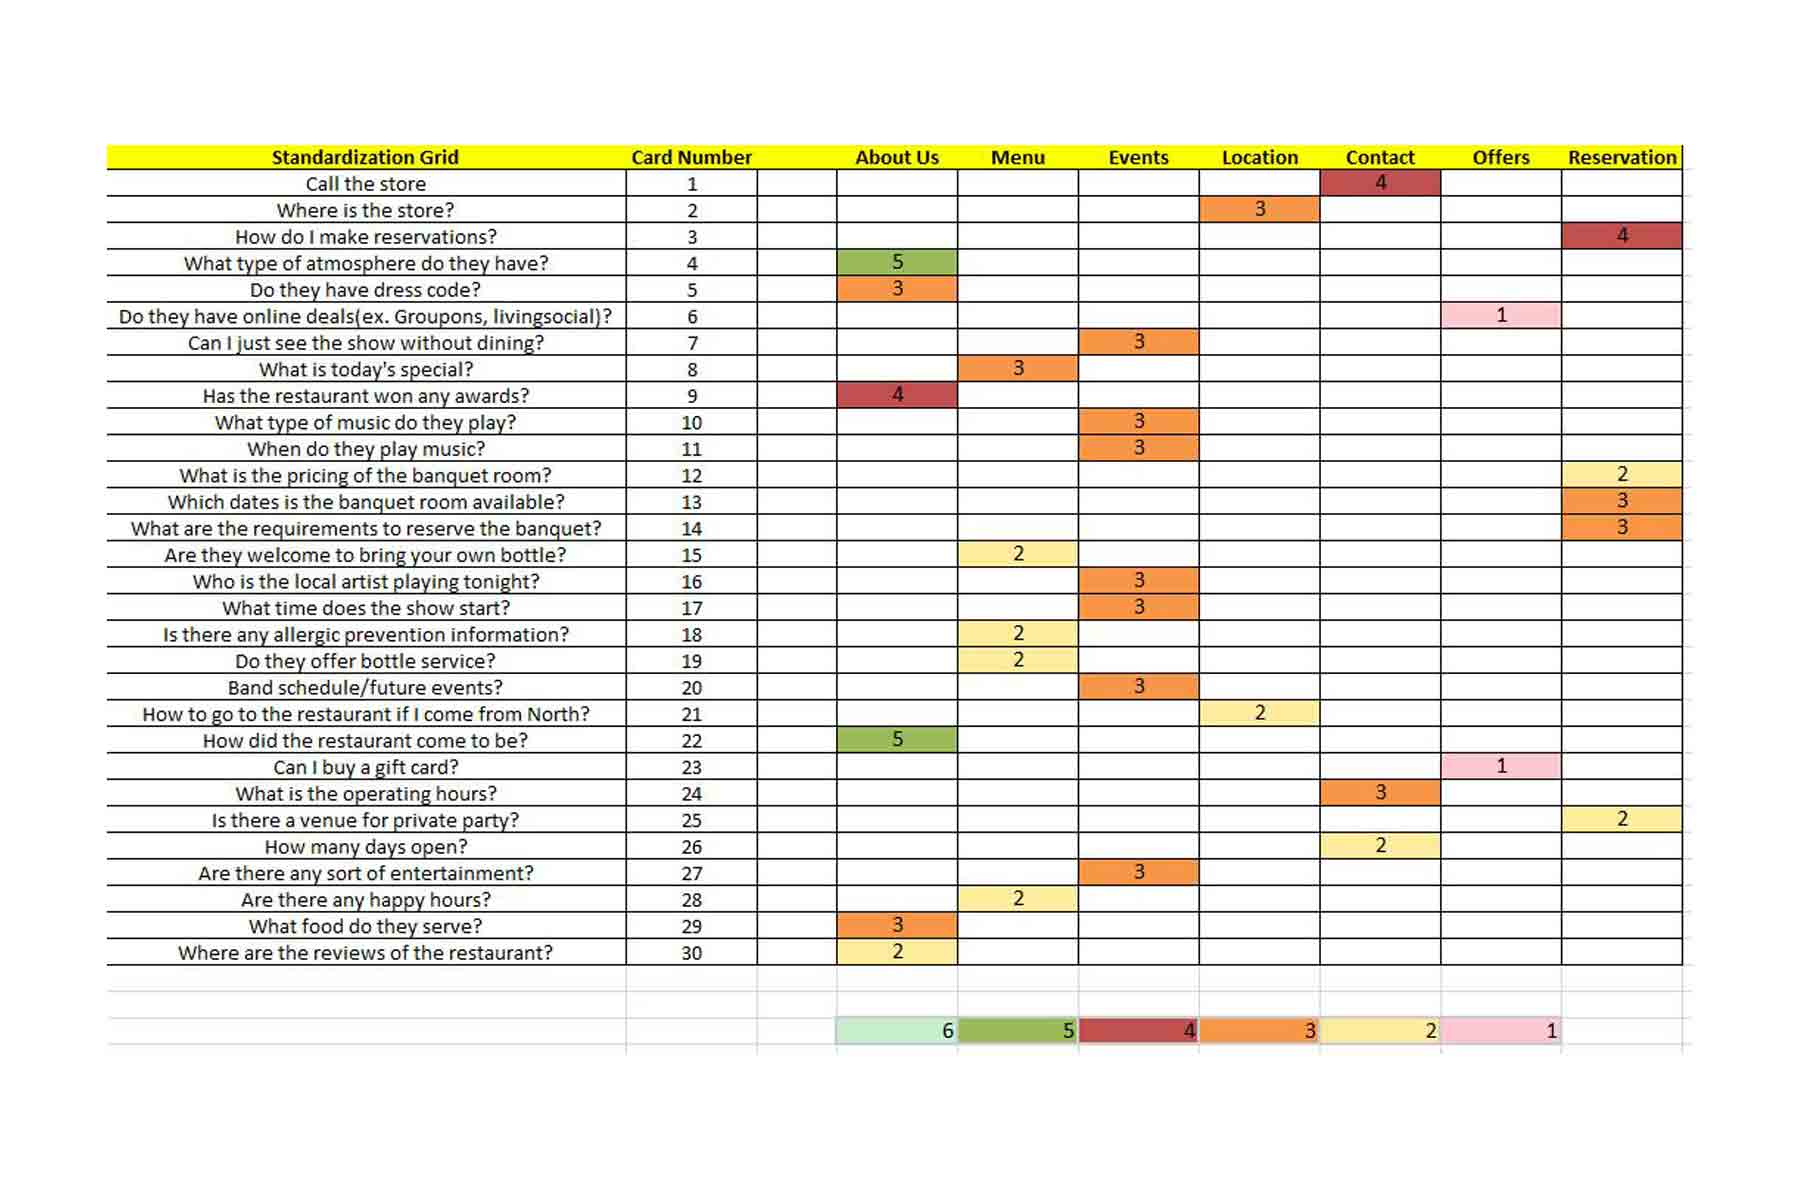 Standardization Grid Card Number About Us Menu Events Location Contact Offers Reservation
Call the store 1 4
Where is the store? 2 3
How do I make reservations? 3 4
What type of atmosphere do they have? 4 5
Do they have dress code? 5 3
Do they have online deals(ex. Groupons, livingsocial)? 6 1
Can I just see the show without dining? 7 3
What is today's special? 8 3
Has the restaurant won any awards? 9 4
What type of music do they play? 10 3
When do they play music? 11 3
What is the pricing of the banquet room? 12 2
Which dates is the banquet room available? 13 3
What are the requirements to reserve the banquet? 14 3
Are they welcome to bring your own bottle? 15 2
Who is the local artist playing tonight? 16 3
What time does the show start? 17 3
Is there any allergic prevention information? 18 2
Do they offer bottle service? 19 2
Band schedule/future events? 20 3
How to go to the restaurant if I come from North? 21 2
How did the restaurant come to be? 22 5
Can I buy a gift card? 23 1
What is the operating hours? 24 3
Is there a venue for private party? 25 2
How many days open? 26 2
Are there any sort of entertainment? 27 3
Are there any happy hours? 28 2
What food do they serve? 29 3
Where are the reviews of the restaurant? 30 2
6 5 4 3 2 1